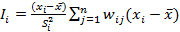 I_i = \frac{(x_i - \bar{x})}{S_i^2} \sum_{j=1}^{n} w_{ij} (x_i - \bar{x})